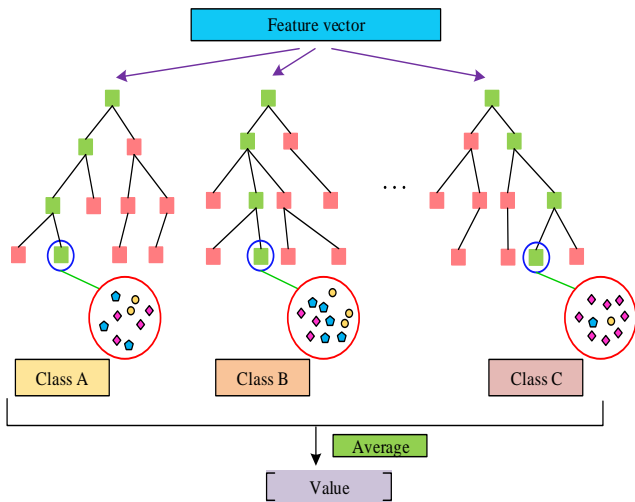 Feature vector
...
Class A
Class B
Class C
Average
Value